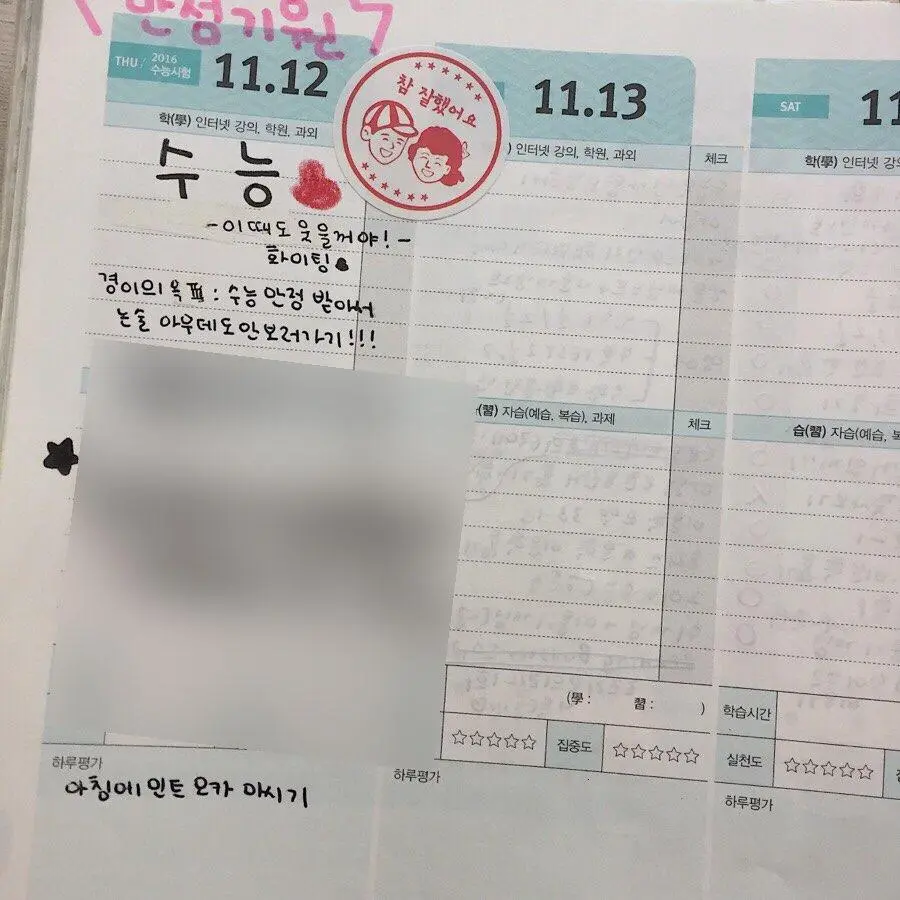 만점기원
THU
2016
수능시험
11.12
참 잘했어요
11.13
SAT
11
학(學) 인터넷 강의, 학원, 과외
) 인터넷 강의, 학원, 과외
체크
학(學) 인터넷 강
수능
-이때도 웃을꺼야!-
화이팅
경이의 목표: 수능 만점 받아서
논술 아무데도 안보러가기!!!
(習) 자습(예습, 복습), 과제
체크
습(習) 자습(예습, 복
(學: 習: )
학습시간
☆☆☆☆☆
집중도
☆☆☆☆☆
실천도
☆☆☆☆☆
하루평가
하루평가
하루평가
아침에 민트 모카 마시기